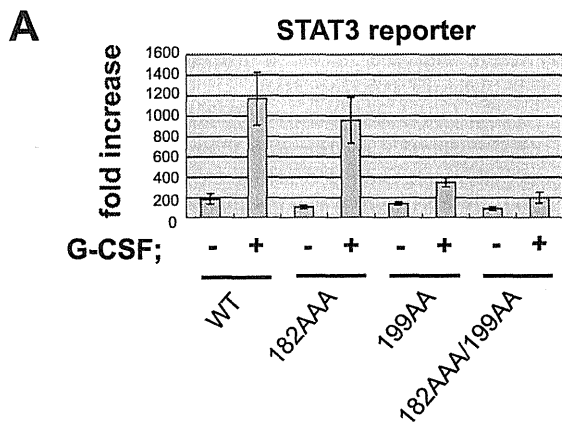 A
STAT3 reporter
fold increase
1600
1400
1200
1000
800
600
400
200
0
G-CSF; - + - + - + - +
WT
182AAA
199AA
182AAA/199AA